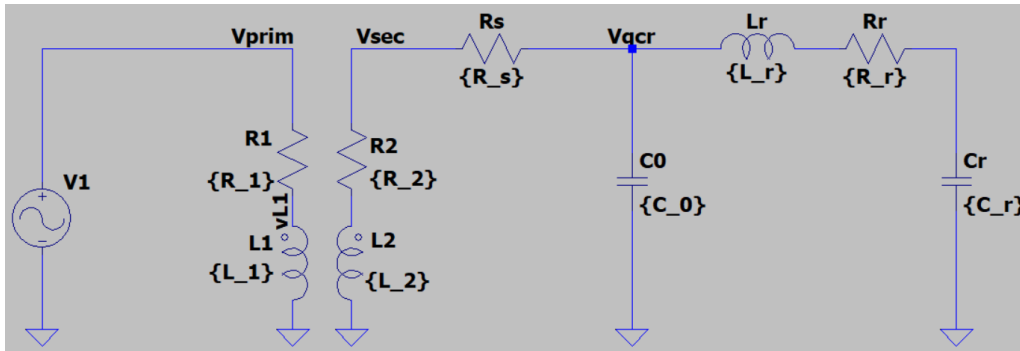 Vprim
Vsec
Rs
{R_s}
Vqcr
Lr
{L_r}
Rr
{R_r}
V1
R1
{R_1}
vL1
L1
{L_1}
R2
{R_2}
L2
{L_2}
C0
{C_0}
Cr
{C_r}